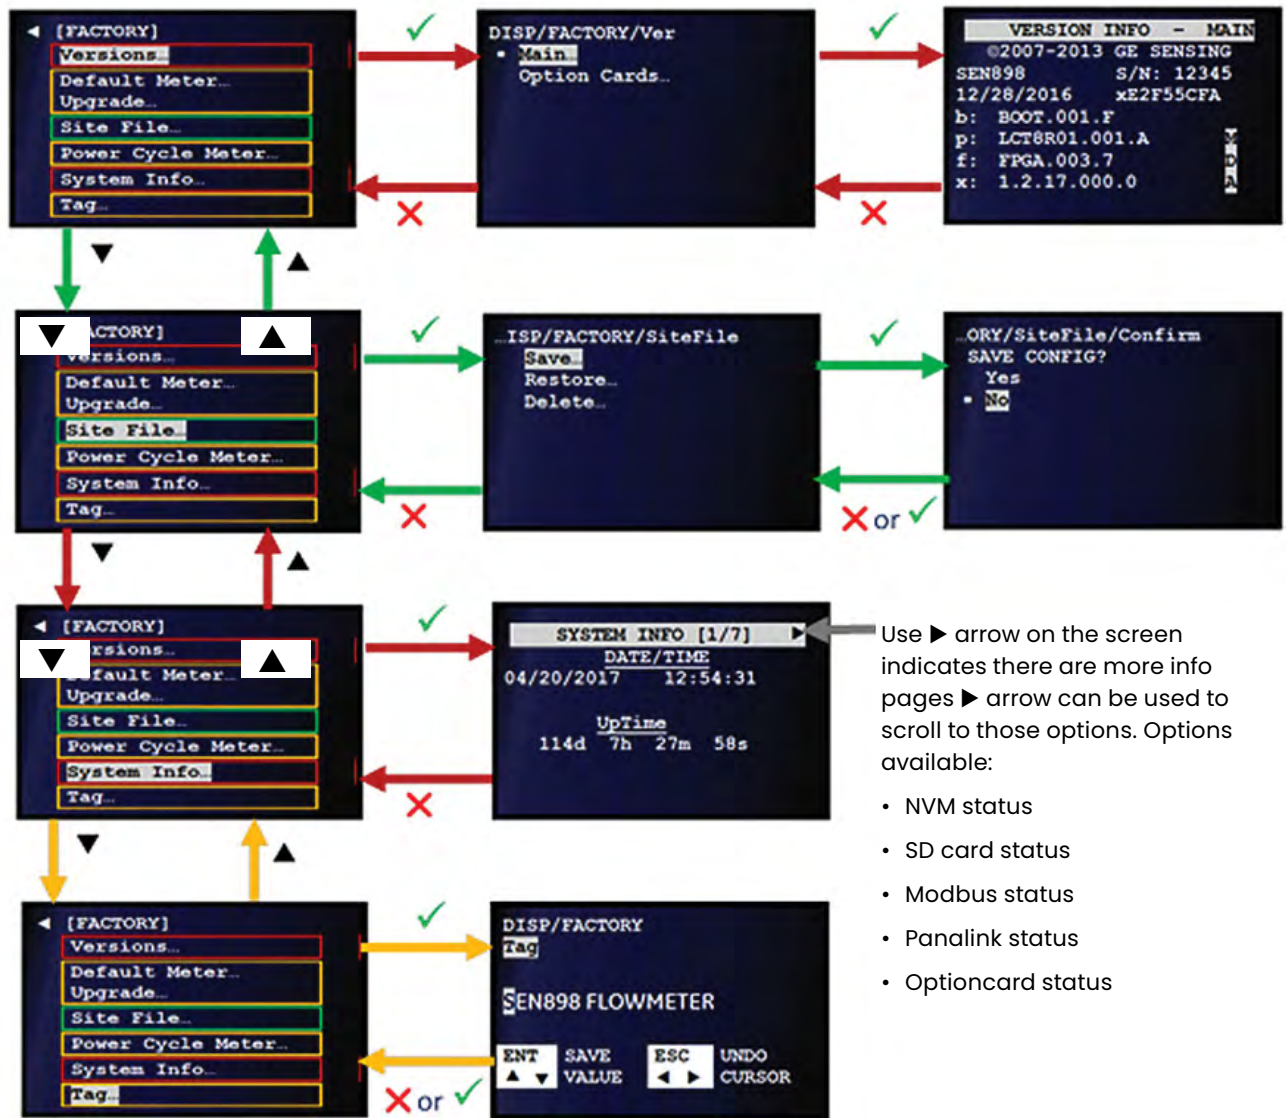 ◄ [FACTORY]
Versions…
Default Meter…
Upgrade…
Site File…
Power Cycle Meter…
System Info…
Tag…
DISP/FACTORY/Ver
Main…
Option Cards…
VERSION INFO - MAIN
©2007-2013 GE SENSING
SEN898 S/N: 12345
12/28/2016 xE2F55CFA
b: BOOT.001.F
p: LCT8R01.001.A
f: FPGA.003.7 D
x: 1.2.17.000.0 A
▼ ▲
▼ ACTORY] ▲
Versions…
Default Meter…
Upgrade…
Site File…
Power Cycle Meter…
System Info…
Tag…
…ISP/FACTORY/SiteFile
Save…
Restore…
Delete…
…ORY/SiteFile/Confirm
SAVE CONFIG?
Yes
No
or
▼ ▲
◄ [FACTORY]
▼ rsions… ▲
fault Meter…
Upgrade…
Site File…
Power Cycle Meter…
System Info…
Tag…
SYSTEM INFO [1/7] ►
DATE/TIME
04/20/2017 12:54:31
UpTime
114d 7h 27m 58s
Use ► arrow on the screen
indicates there are more info
pages ► arrow can be used to
scroll to those options. Options
available:
• NVM status
• SD card status
• Modbus status
• Panalink status
• Optioncard status
▼ ▲
◄ [FACTORY]
Versions…
Default Meter…
Upgrade…
Site File…
Power Cycle Meter…
System Info…
Tag…
DISP/FACTORY
Tag
SEN898 FLOWMETER
ENT SAVE ESC UNDO
▲ ▼ VALUE ◄ ► CURSOR
or